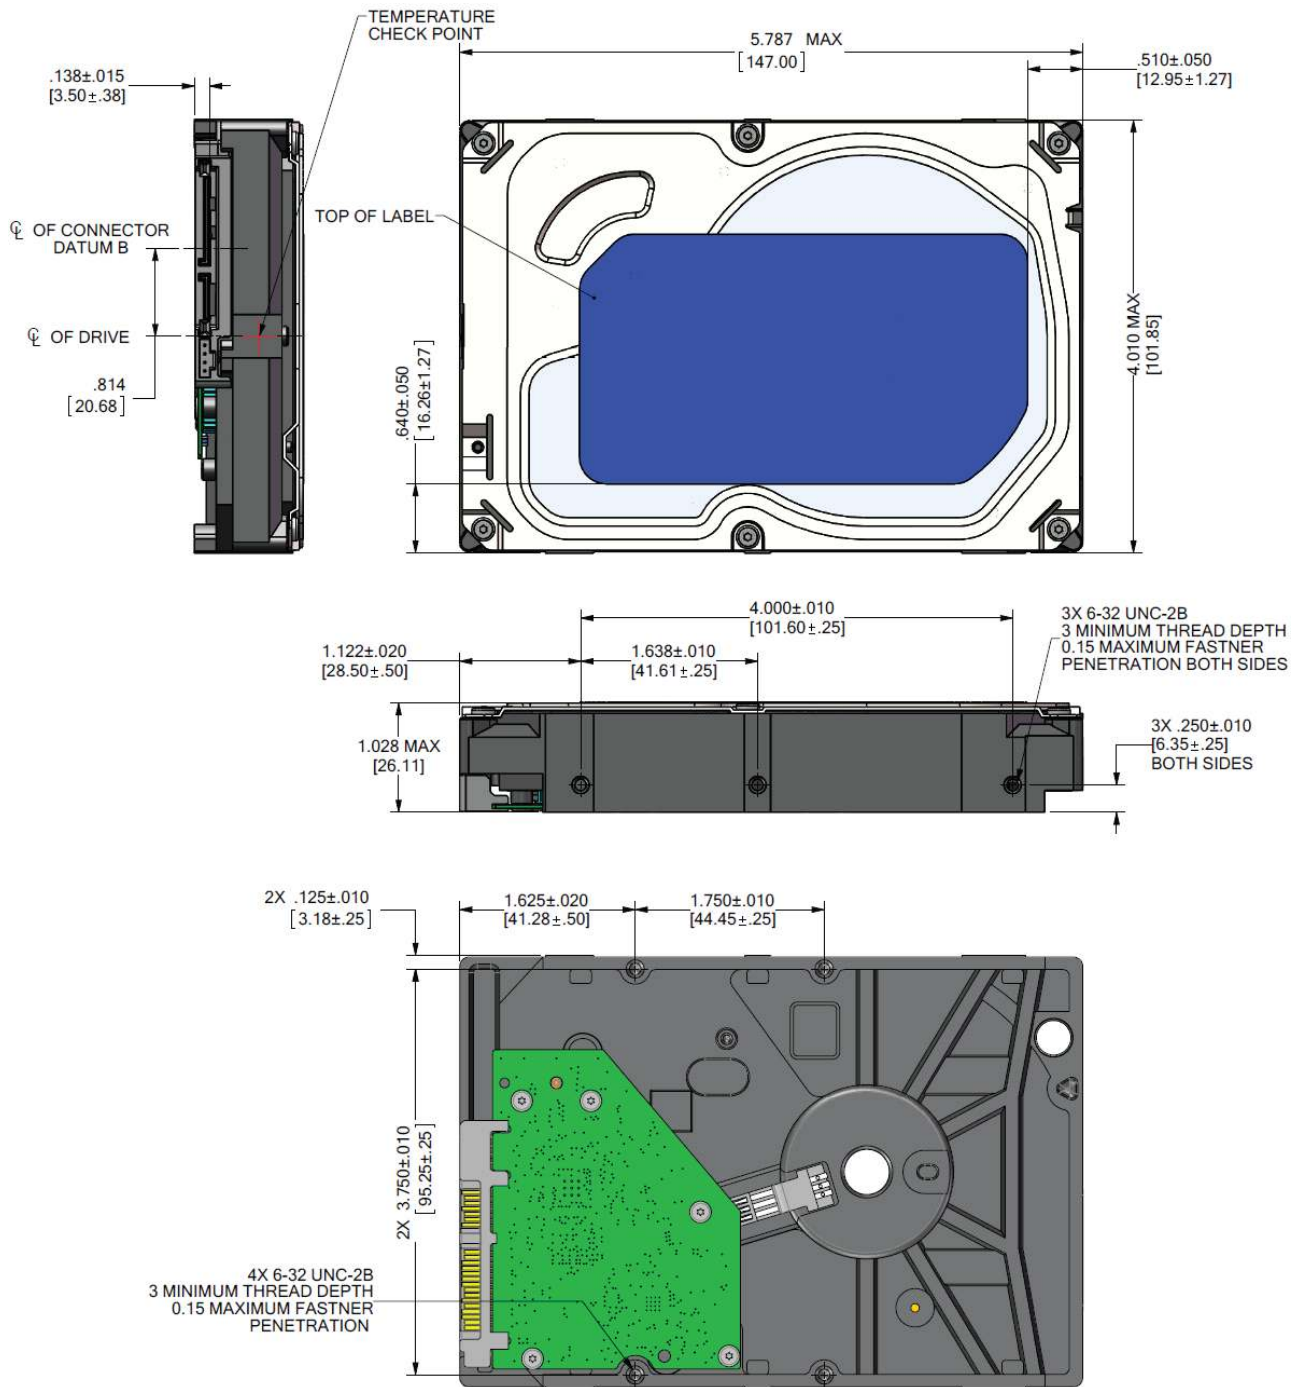 TEMPERATURE
CHECK POINT
5.787 MAX
[147.00]
.510±.050
[12.95±1.27]
.138±.015
[3.50±.38]
TOP OF LABEL
℄ OF CONNECTOR
DATUM B
℄ OF DRIVE
.814
[20.68]
.640±.050
[16.26±1.27]
4.010 MAX
[101.85]
4.000±.010
[101.60±.25]
3X 6-32 UNC-2B
3 MINIMUM THREAD DEPTH
0.15 MAXIMUM FASTNER
PENETRATION BOTH SIDES
1.122±.020
[28.50±.50]
1.638±.010
[41.61±.25]
1.028 MAX
[26.11]
3X .250±.010
[6.35±.25]
BOTH SIDES
2X .125±.010
[3.18±.25]
1.625±.020
[41.28±.50]
1.750±.010
[44.45±.25]
2X 3.750±.010
[95.25±.25]
4X 6-32 UNC-2B
3 MINIMUM THREAD DEPTH
0.15 MAXIMUM FASTNER
PENETRATION